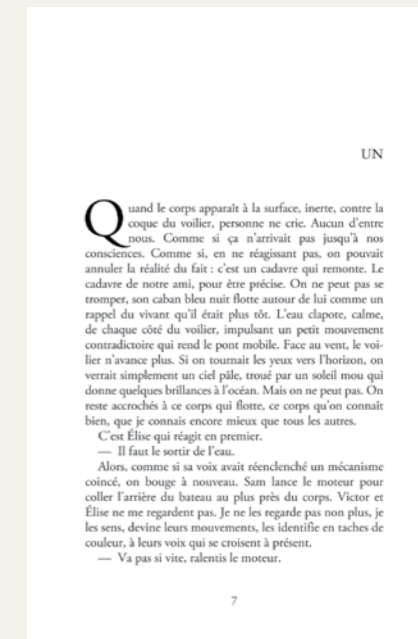 UN
Quand le corps apparaît à la surface, inerte, contre la
coque du voilier, personne ne crie. Aucun d'entre
nous. Comme si ça n'arrivait pas jusqu'à nos
consciences. Comme si, en ne réagissant pas, on pouvait
annuler la réalité du fait : c'est un cadavre qui remonte. Le
cadavre de notre ami, pour être précise. On ne peut pas se
tromper, son caban bleu nuit flotte autour de lui comme un
rappel du vivant qu'il était plus tôt. L'eau clapote, calme,
de chaque côté du voilier, impulsant un petit mouvement
contradictoire qui rend le pont mobile. Face au vent, le voi-
lier n'avance plus. Si on tournait les yeux vers l'horizon, on
verrait simplement un ciel pâle, troué par un soleil mou qui
donne quelques brillances à l'océan. Mais on ne peut pas. On
reste accrochés à ce corps qui flotte, ce corps qu'on connaît
bien, que je connais encore mieux que tous les autres.
C'est Élise qui réagit en premier.
— Il faut le sortir de l'eau.
Alors, comme si sa voix avait réenclenché un mécanisme
coincé, on bouge à nouveau. Sam lance le moteur pour
coller l'arrière du bateau au plus près du corps. Victor et
Élise ne me regardent pas. Je ne les regarde pas non plus, je
les sens, devine leurs mouvements, les identifie en taches de
couleur, à leurs voix qui se croisent à présent.
— Va pas si vite, ralentis le moteur.
7